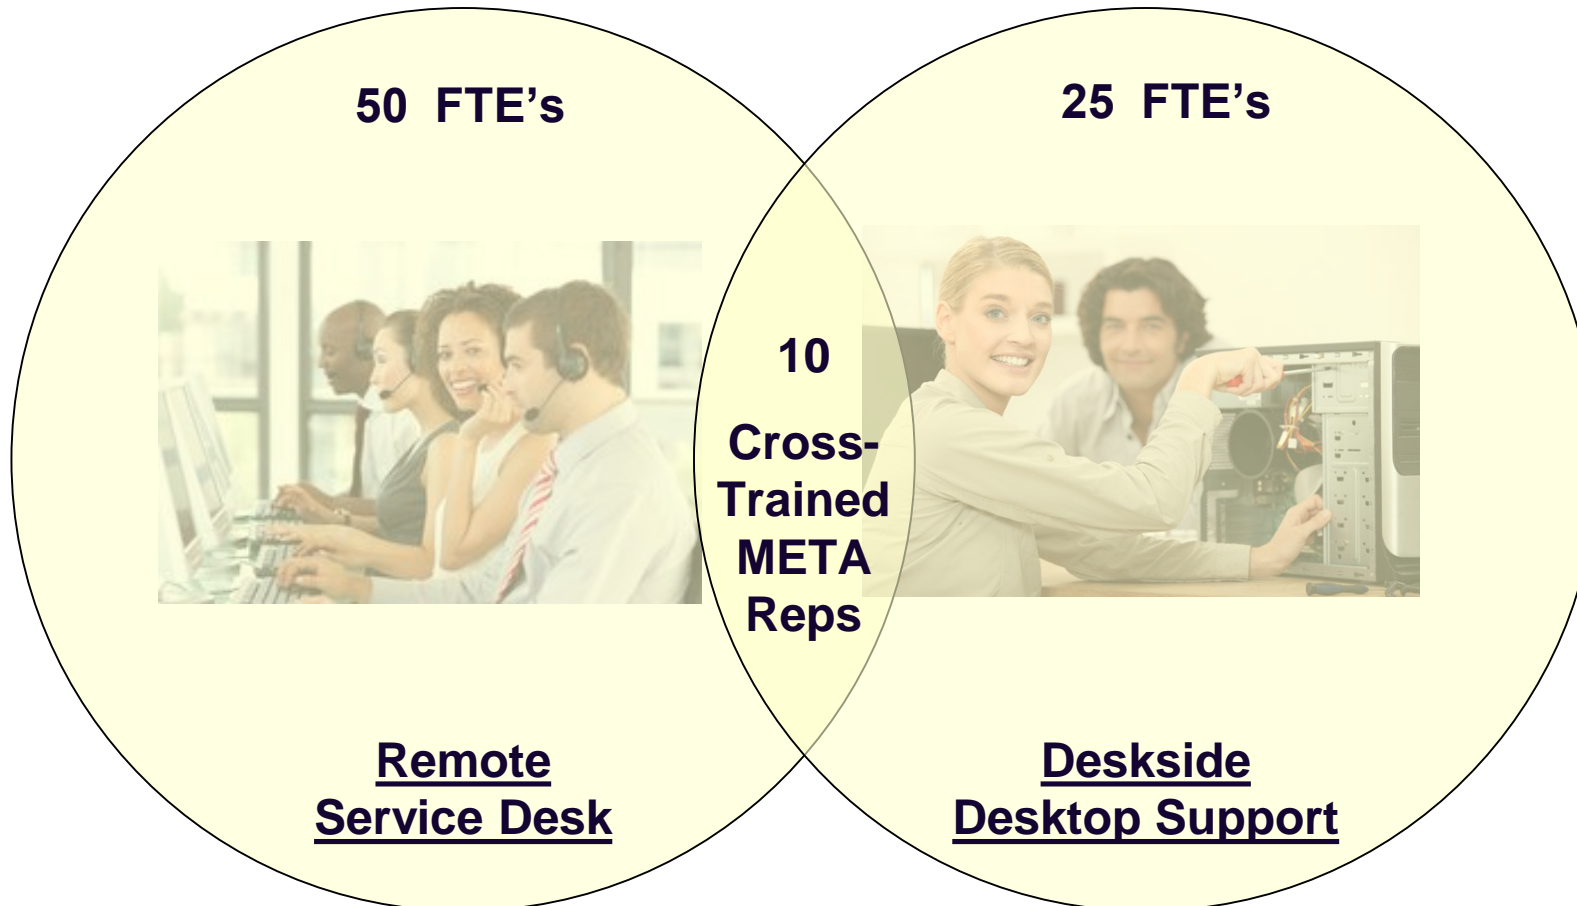 50 FTE’s
25 FTE’s
10
Cross-
Trained
META
Reps
Remote
Service Desk
Deskside
Desktop Support